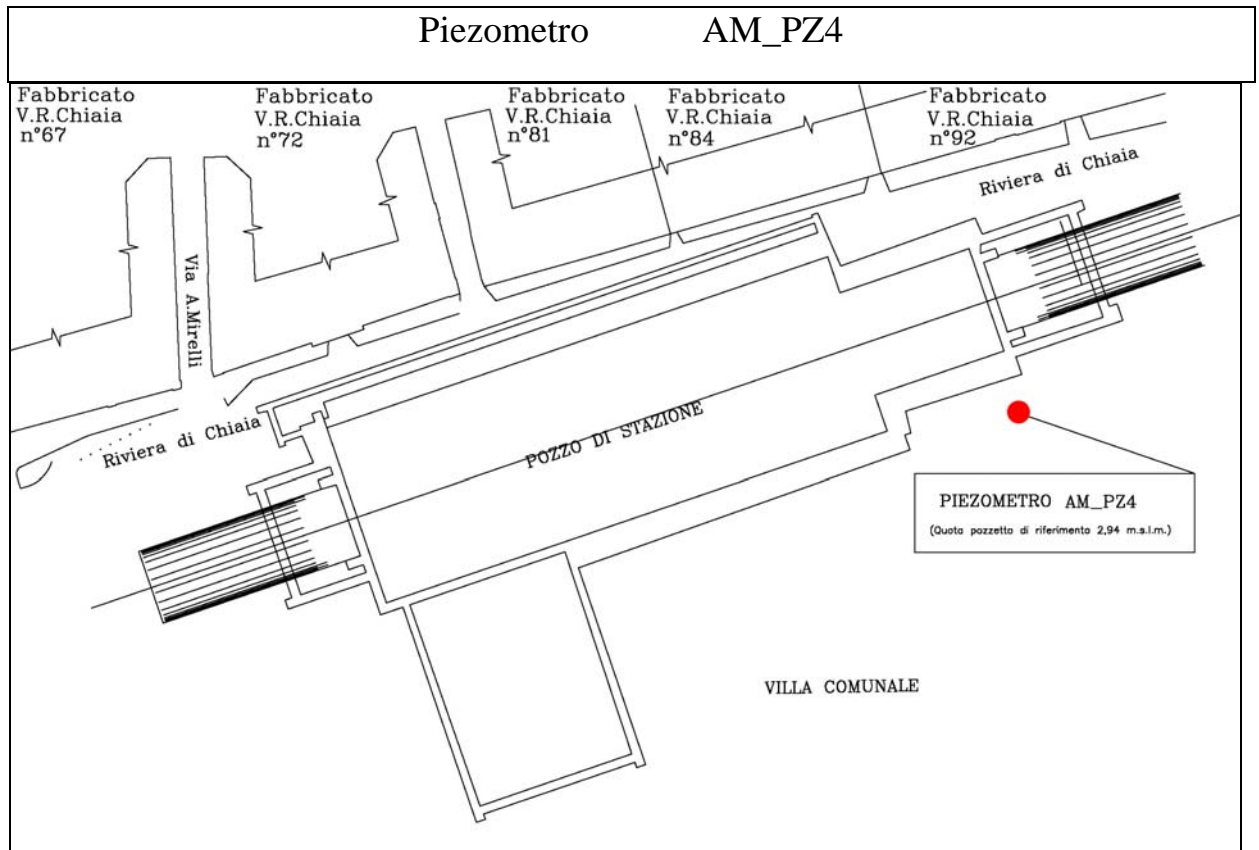 Piezometro AM_PZ4
Fabbricato
V.R.Chiaia
n°67
Fabbricato
V.R.Chiaia
n°72
Fabbricato
V.R.Chiaia
n°81
Fabbricato
V.R.Chiaia
n°84
Fabbricato
V.R.Chiaia
n°92
Riviera di Chiaia
Via A.Mirelli
Riviera di Chiaia
POZZO DI STAZIONE
PIEZOMETRO AM_PZ4
(Quota pozzetto di riferimento 2,94 m.s.l.m.)
VILLA COMUNALE